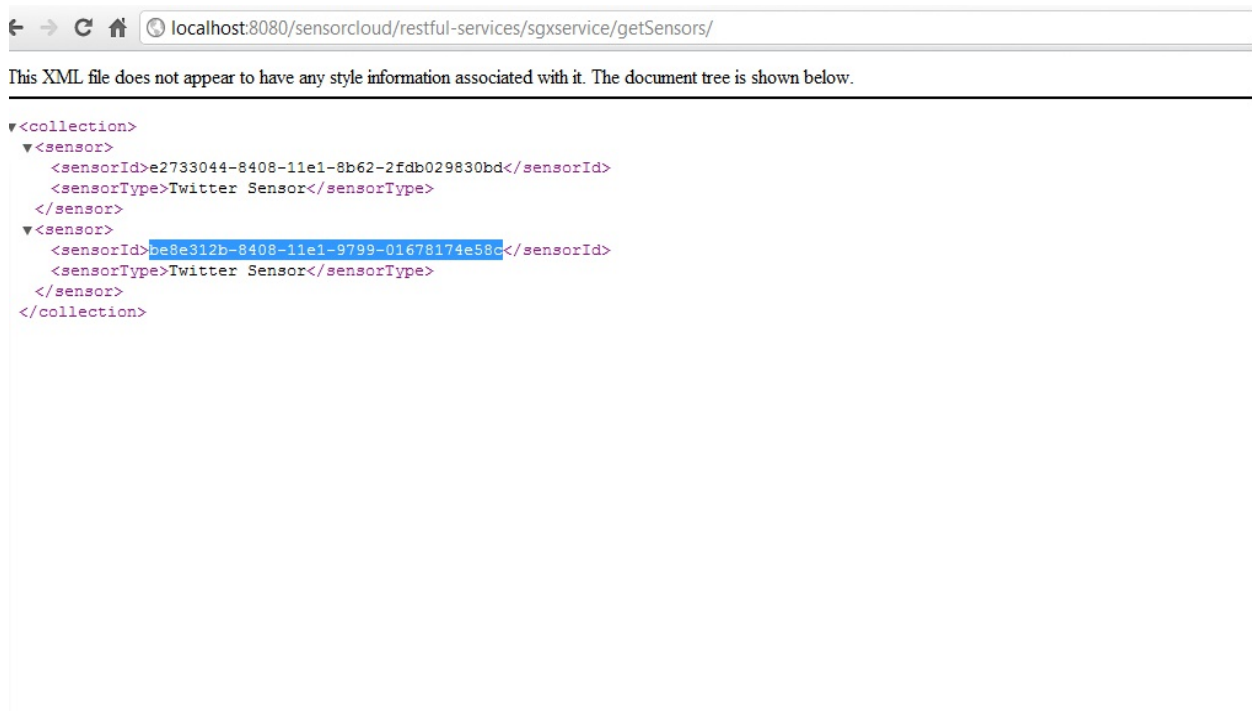 localhost:8080/sensorcloud/restful-services/sgxservice/getSensors/
This XML file does not appear to have any style information associated with it. The document tree is shown below.
▼<collection>
▼<sensor>
<sensorId>e2733044-8408-11e1-8b62-2fdb029830bd</sensorId>
<sensorType>Twitter Sensor</sensorType>
</sensor>
▼<sensor>
<sensorId>be8e312b-8408-11e1-9799-01678174e58c</sensorId>
<sensorType>Twitter Sensor</sensorType>
</sensor>
</collection>